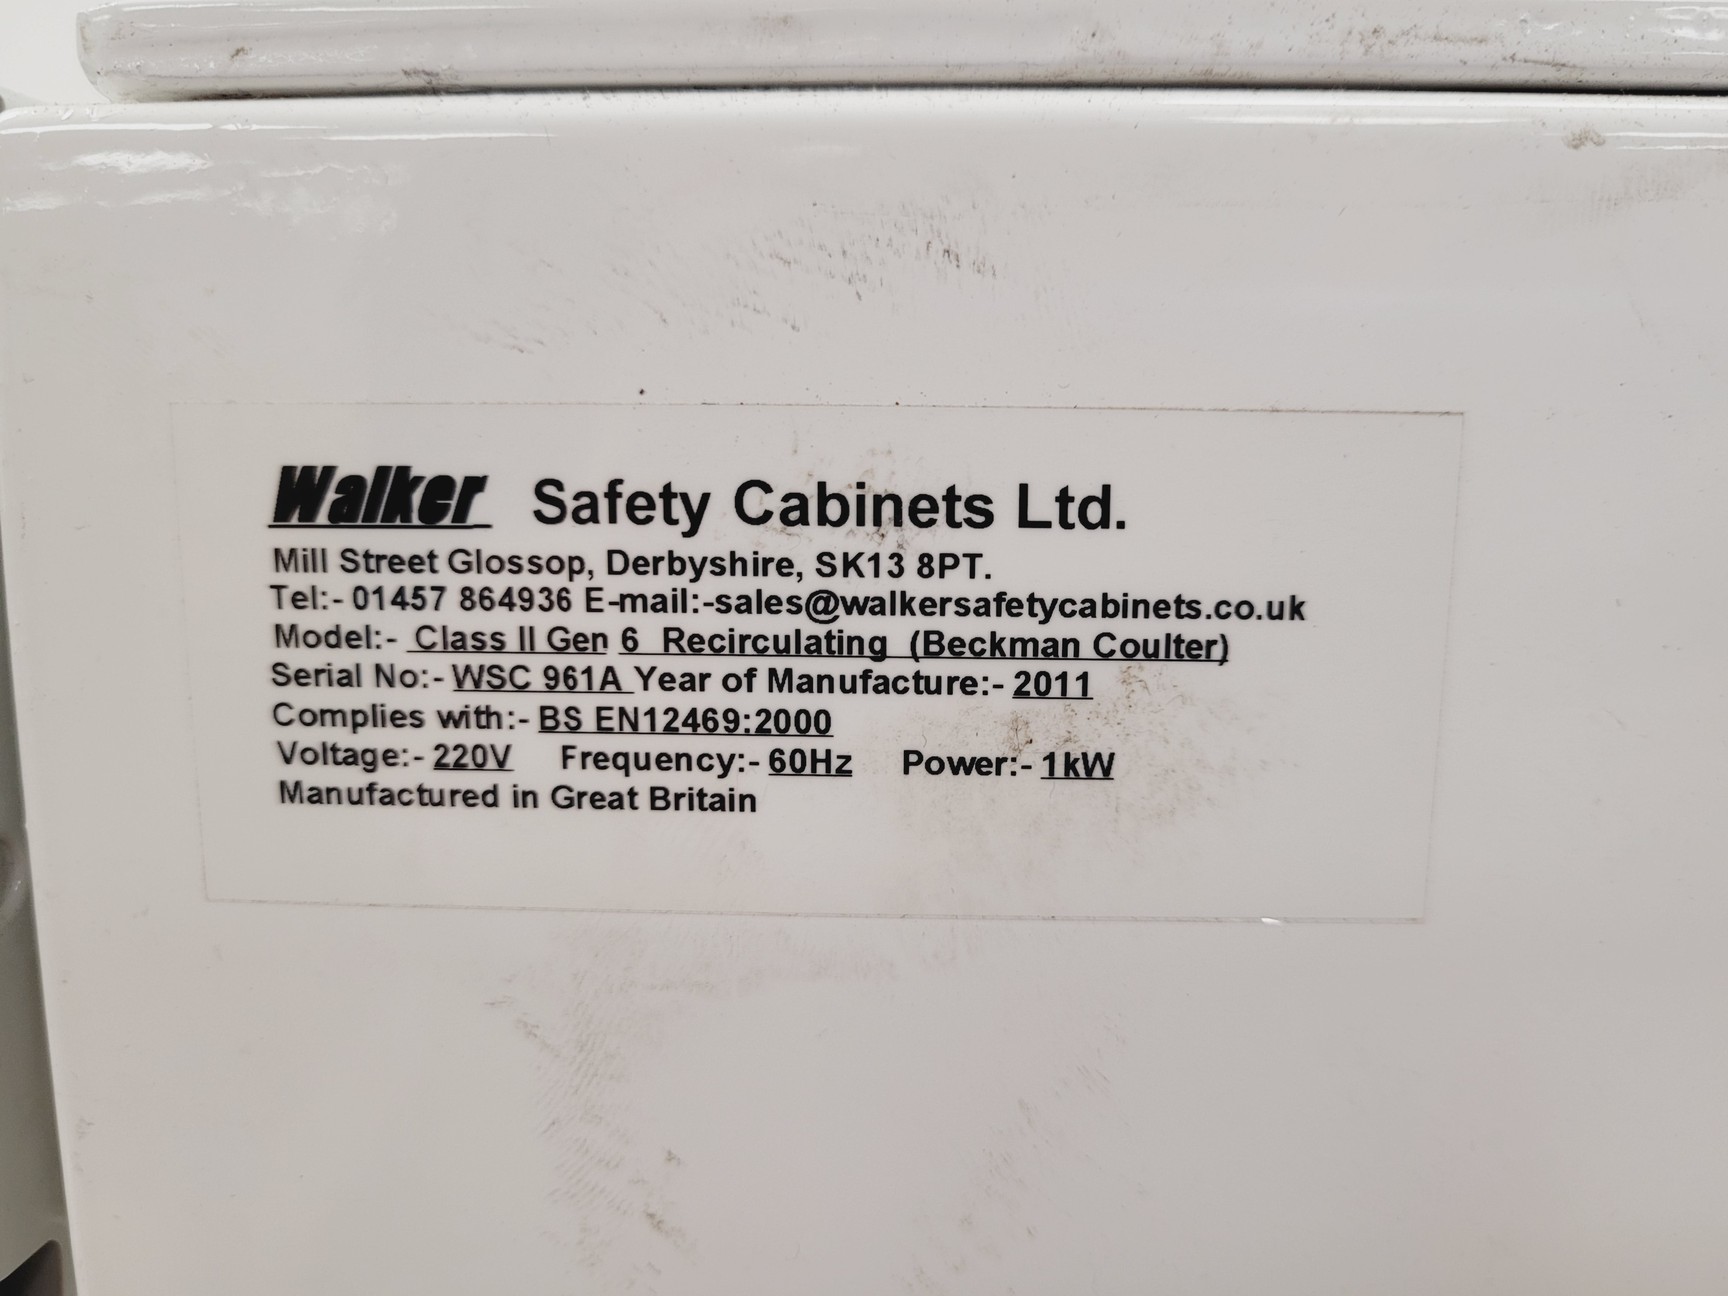 Walker Safety Cabinets Ltd.
Mill Street Glossop, Derbyshire, SK13 8PT.
Tel:- 01457 864936 E-mail:-sales@walkersafetycabinets.co.uk
Model:- Class II Gen 6 Recirculating (Beckman Coulter)
Serial No:- WSC 961A Year of Manufacture:- 2011
Complies with:- BS EN12469:2000
Voltage:- 220V Frequency:- 60Hz Power:- 1kW
Manufactured in Great Britain